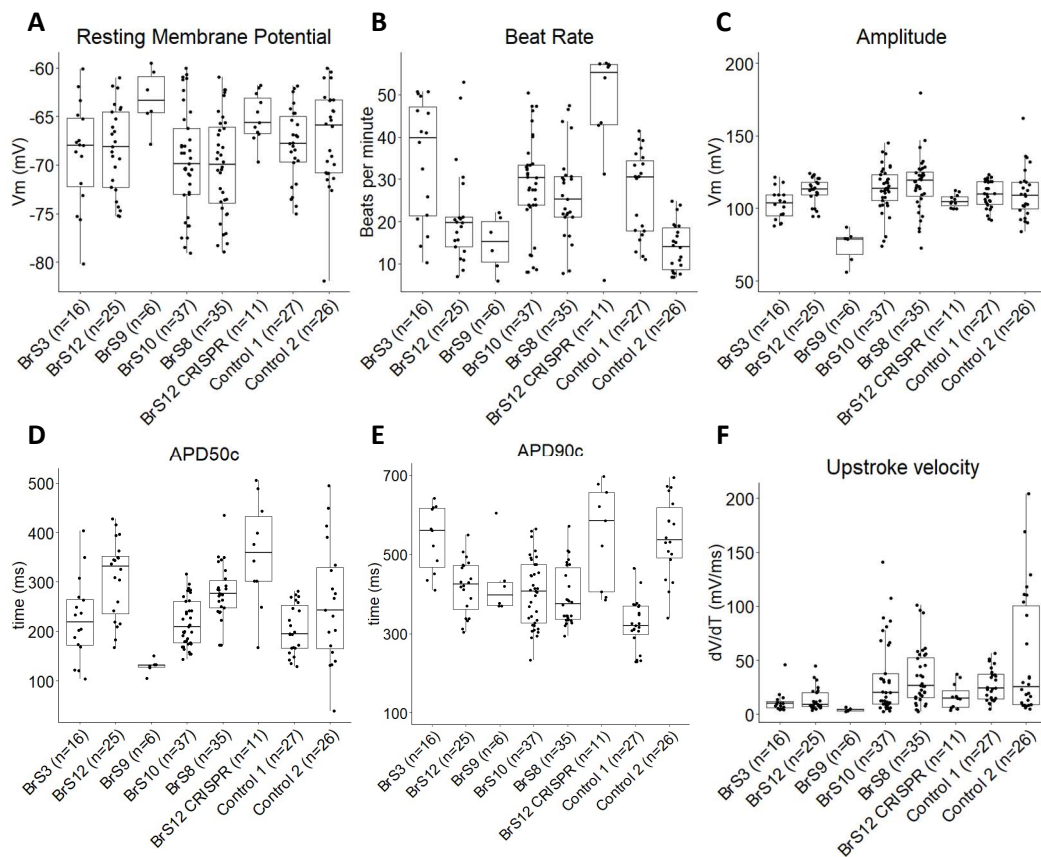 A
Resting Membrane Potential
Vm (mV)
-60
-65
-70
-75
-80
BrS3 (n=16)
BrS12 (n=25)
BrS9 (n=6)
BrS10 (n=37)
BrS8 (n=35)
BrS12 CRISPR (n=11)
Control 1 (n=27)
Control 2 (n=26)
B
Beat Rate
Beats per minute
50
40
30
20
10
BrS3 (n=16)
BrS12 (n=25)
BrS9 (n=6)
BrS10 (n=37)
BrS8 (n=35)
BrS12 CRISPR (n=11)
Control 1 (n=27)
Control 2 (n=26)
C
Amplitude
Vm (mV)
200
150
100
50
BrS3 (n=16)
BrS12 (n=25)
BrS9 (n=6)
BrS10 (n=37)
BrS8 (n=35)
BrS12 CRISPR (n=11)
Control 1 (n=27)
Control 2 (n=26)
D
APD50c
time (ms)
500
400
300
200
100
BrS3 (n=16)
BrS12 (n=25)
BrS9 (n=6)
BrS10 (n=37)
BrS8 (n=35)
BrS12 CRISPR (n=11)
Control 1 (n=27)
Control 2 (n=26)
E
APD90c
time (ms)
700
500
300
100
BrS3 (n=16)
BrS12 (n=25)
BrS9 (n=6)
BrS10 (n=37)
BrS8 (n=35)
BrS12 CRISPR (n=11)
Control 1 (n=27)
Control 2 (n=26)
F
Upstroke velocity
dV/dT (mV/ms)
200
150
100
50
0
BrS3 (n=16)
BrS12 (n=25)
BrS9 (n=6)
BrS10 (n=37)
BrS8 (n=35)
BrS12 CRISPR (n=11)
Control 1 (n=27)
Control 2 (n=26)